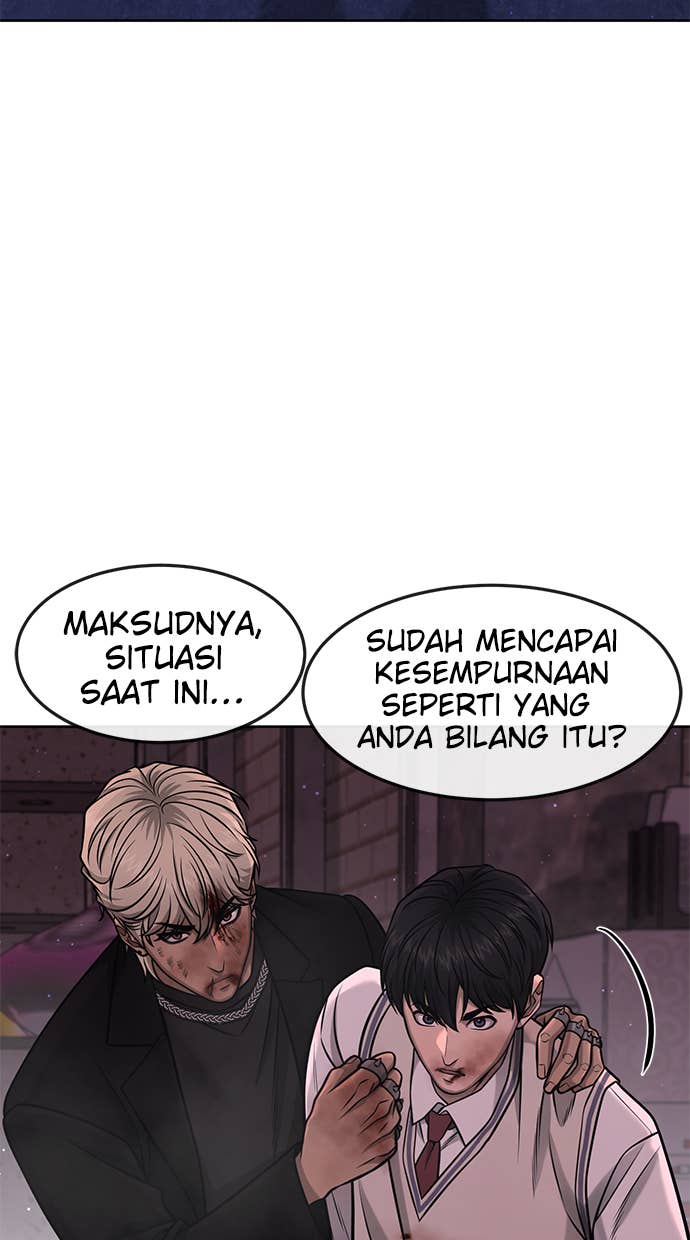 MAKSUDNYA,
SITUASI
SAAT INI...
SUDAH MENCAPAI
KESEMPURNAAN
SEPERTI YANG
ANDA BILANG ITU?